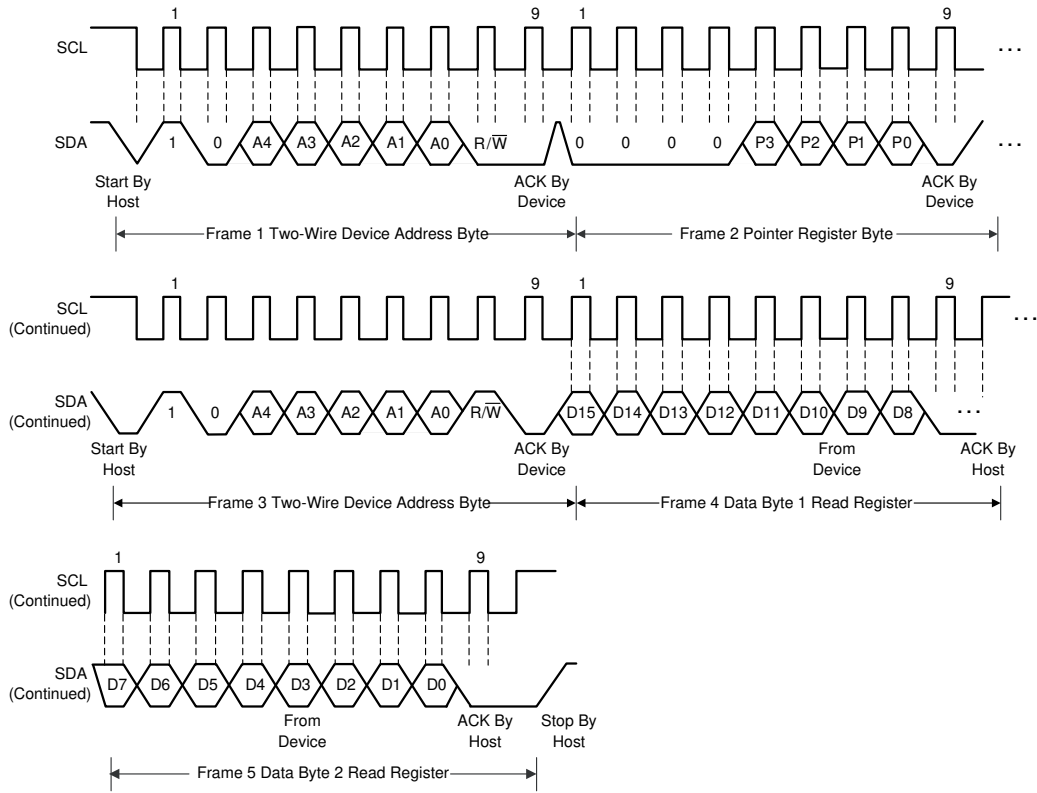 1 9 1 9
SCL ...
SDA 1 0 A4 A3 A2 A1 A0 R/W̅ 0 0 0 0 P3 P2 P1 P0 ...
Start By Host
ACK By Device
ACK By Device
Frame 1 Two-Wire Device Address Byte
Frame 2 Pointer Register Byte
1 9 1 9
SCL (Continued) ...
SDA (Continued) 1 0 A4 A3 A2 A1 A0 R/W̅ D15 D14 D13 D12 D11 D10 D9 D8 ...
Start By Host
ACK By Device
From Device
ACK By Host
Frame 3 Two-Wire Device Address Byte
Frame 4 Data Byte 1 Read Register
1 9
SCL (Continued)
SDA (Continued) D7 D6 D5 D4 D3 D2 D1 D0
From Device
ACK By Host
Stop By Host
Frame 5 Data Byte 2 Read Register